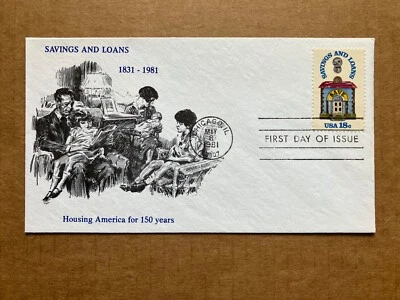 SAVINGS AND LOANS
1831 - 1981
Housing America for 150 years
CHICAGO, IL
MAY
8
1981
SAVINGS AND LOANS
USA 18c
FIRST DAY OF ISSUE